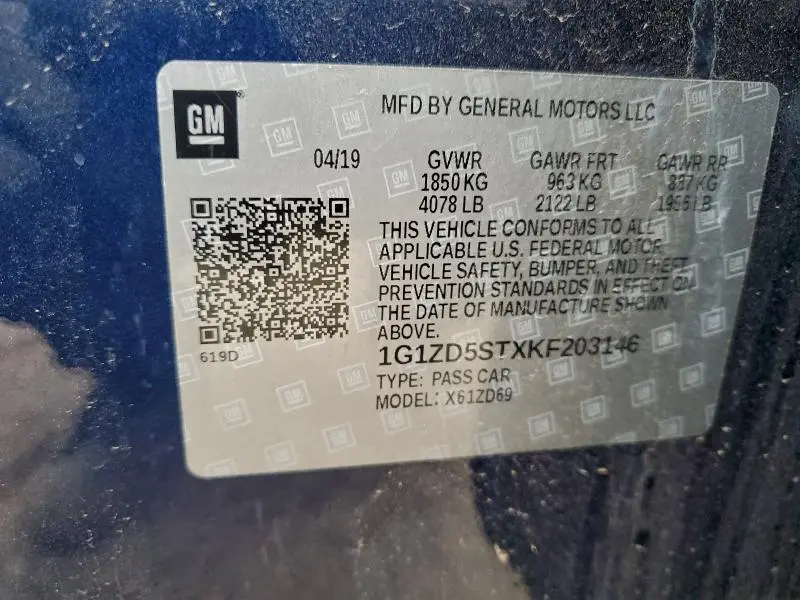 GM
MFD BY GENERAL MOTORS LLC
04/19 GVWR GAWR FRT GAWR RR
1850 KG 963 KG 887 KG
4078 LB 2122 LB 1956 LB
THIS VEHICLE CONFORMS TO ALL
APPLICABLE U.S. FEDERAL MOTOR
VEHICLE SAFETY, BUMPER, AND THEFT
PREVENTION STANDARDS IN EFFECT ON
THE DATE OF MANUFACTURE SHOWN
ABOVE.
619D
1G1ZD5STXKF203146
TYPE: PASS CAR
MODEL: X61ZD69